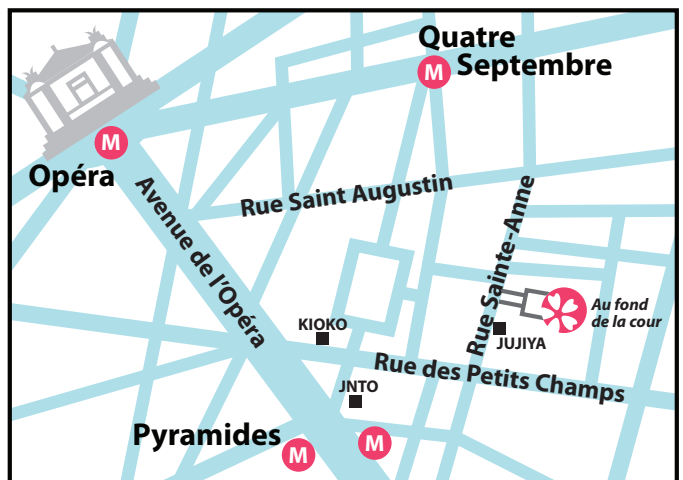 Quatre
Septembre
M
M
Opéra
Rue Saint Augustin
Avenue de l'Opéra
Rue Sainte-Anne
Au fond
de la cour
KIOKO
JUJIYA
Rue des Petits Champs
JNTO
Pyramides
M
M